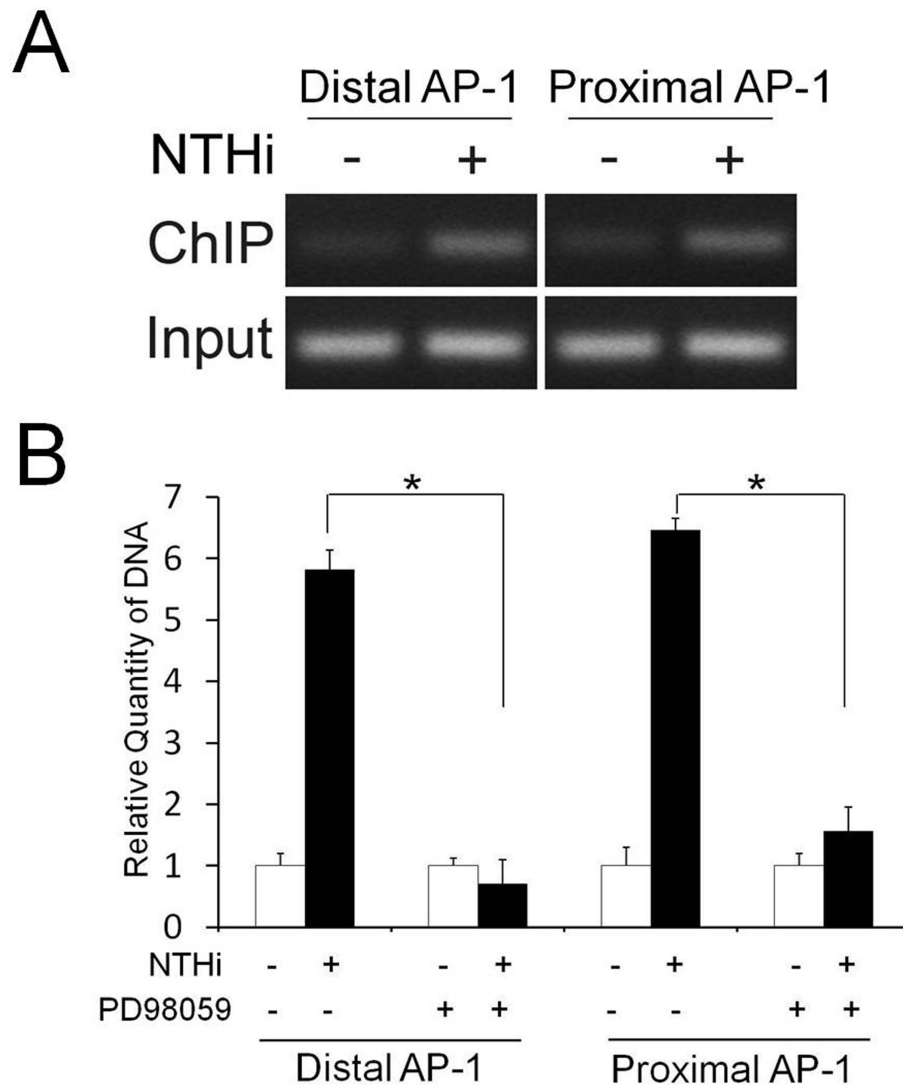 A
Distal AP-1 Proximal AP-1
NTHi - + - +
ChIP
Input
B
Relative Quantity of DNA
7
6
5
4
3
2
1
0
* *
NTHi - + - + - + - +
PD98059 - - + + - - + +
Distal AP-1 Proximal AP-1